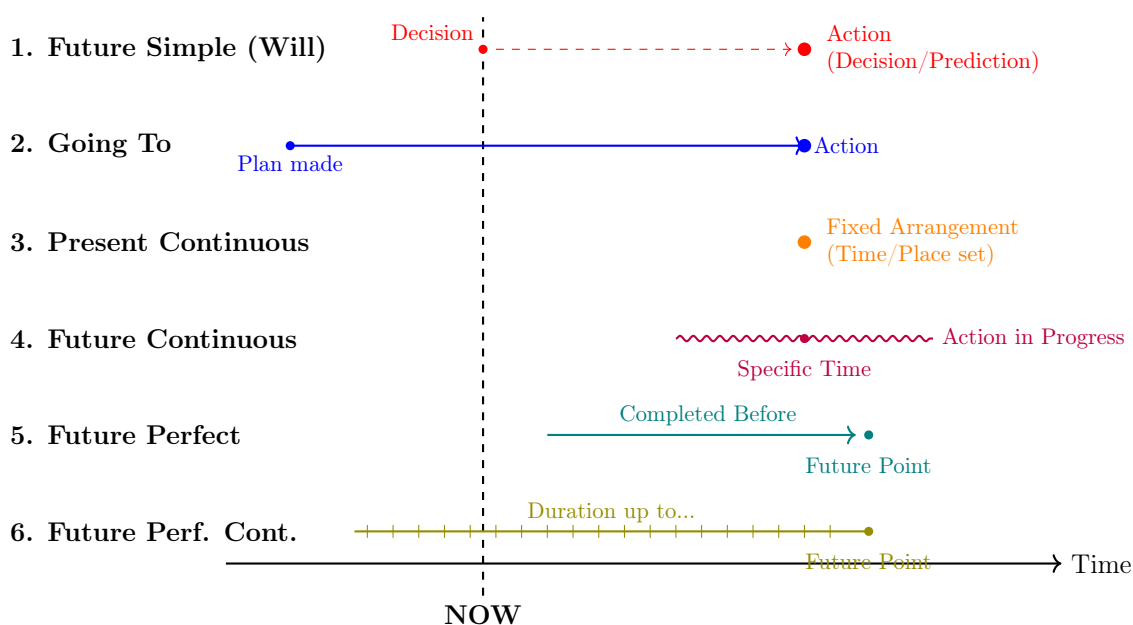 Decision
1. Future Simple (Will)
Action
(Decision/Prediction)
2. Going To
Plan made
Action
3. Present Continuous
Fixed Arrangement
(Time/Place set)
4. Future Continuous
Action in Progress
Specific Time
Completed Before
5. Future Perfect
Future Point
Duration up to...
6. Future Perf. Cont.
Future Point
Time
NOW